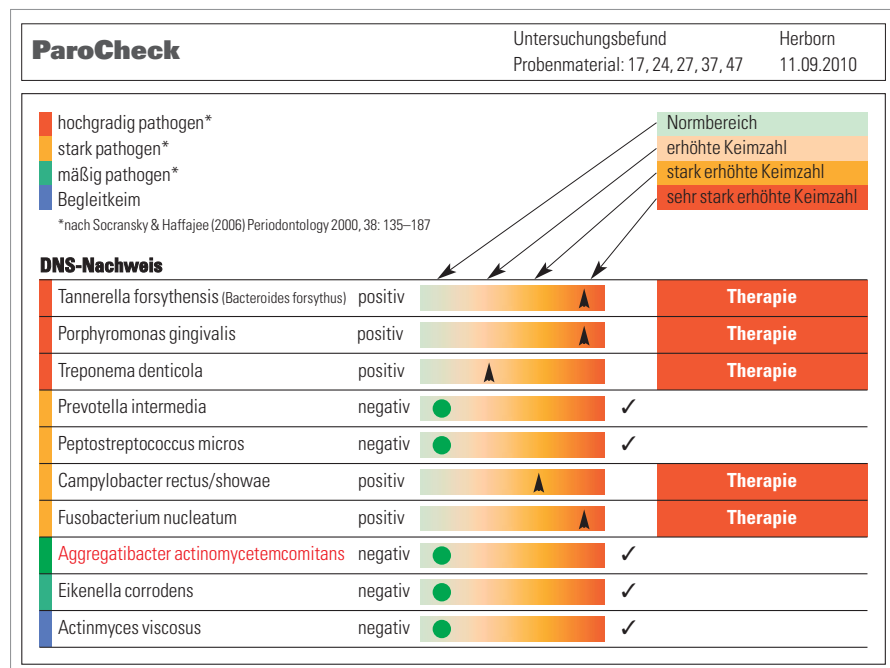 ParoCheck
Untersuchungsbefund
Probenmaterial: 17, 24, 27, 37, 47
Herborn
11.09.2010
hochgradig pathogen*
stark pathogen*
mäßig pathogen*
Begleitkeim
*nach Socransky & Haffajee (2006) Periodontology 2000, 38: 135–187
Normbereich
erhöhte Keimzahl
stark erhöhte Keimzahl
sehr stark erhöhte Keimzahl
DNS-Nachweis
Tannerella forsythensis (Bacteroides forsythus) positiv Therapie
Porphyromonas gingivalis positiv Therapie
Treponema denticola positiv Therapie
Prevotella intermedia negativ ✓
Peptostreptococcus micros negativ ✓
Campylobacter rectus/showae positiv Therapie
Fusobacterium nucleatum positiv Therapie
Aggregatibacter actinomycetemcomitans negativ ✓
Eikenella corrodens negativ ✓
Actinmyces viscosus negativ ✓